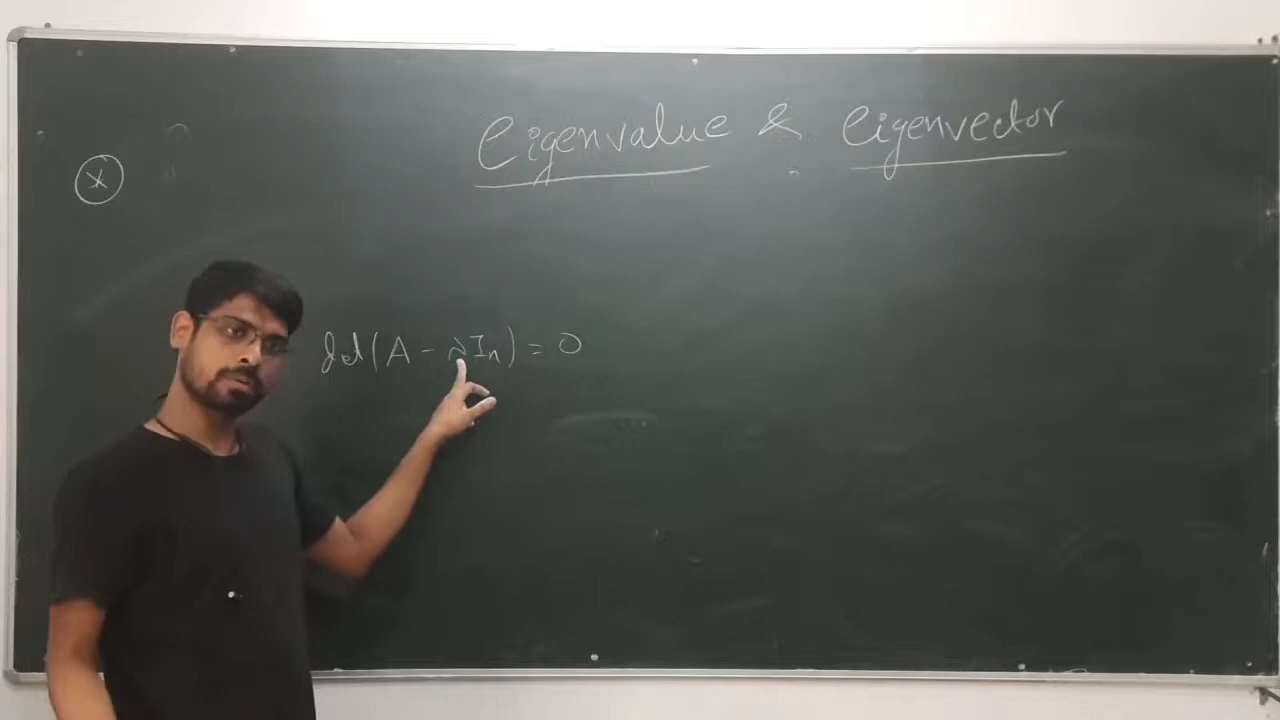 Eigenvalue & Eigenvector
det(A - λIn) = 0